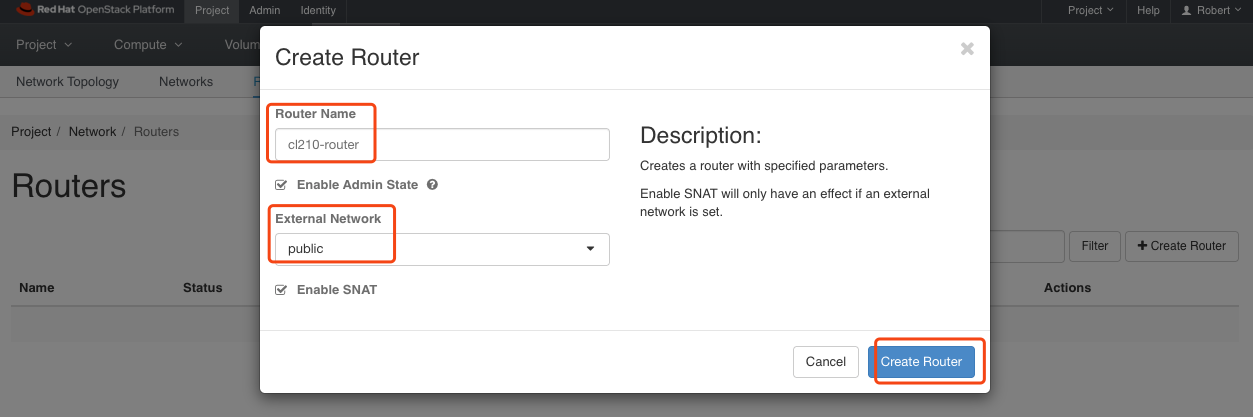 Red Hat OpenStack Platform Project Admin Identity Project Help Robert
Project Compute
Create Router
Network Topology Networks
Router Name
cl210-router
Description:
Creates a router with specified parameters.
Enable SNAT will only have an effect if an external
network is set.
Project / Network / Routers
Routers
Enable Admin State
External Network
public
Enable SNAT
Filter + Create Router
Name Status Actions
Cancel Create Router